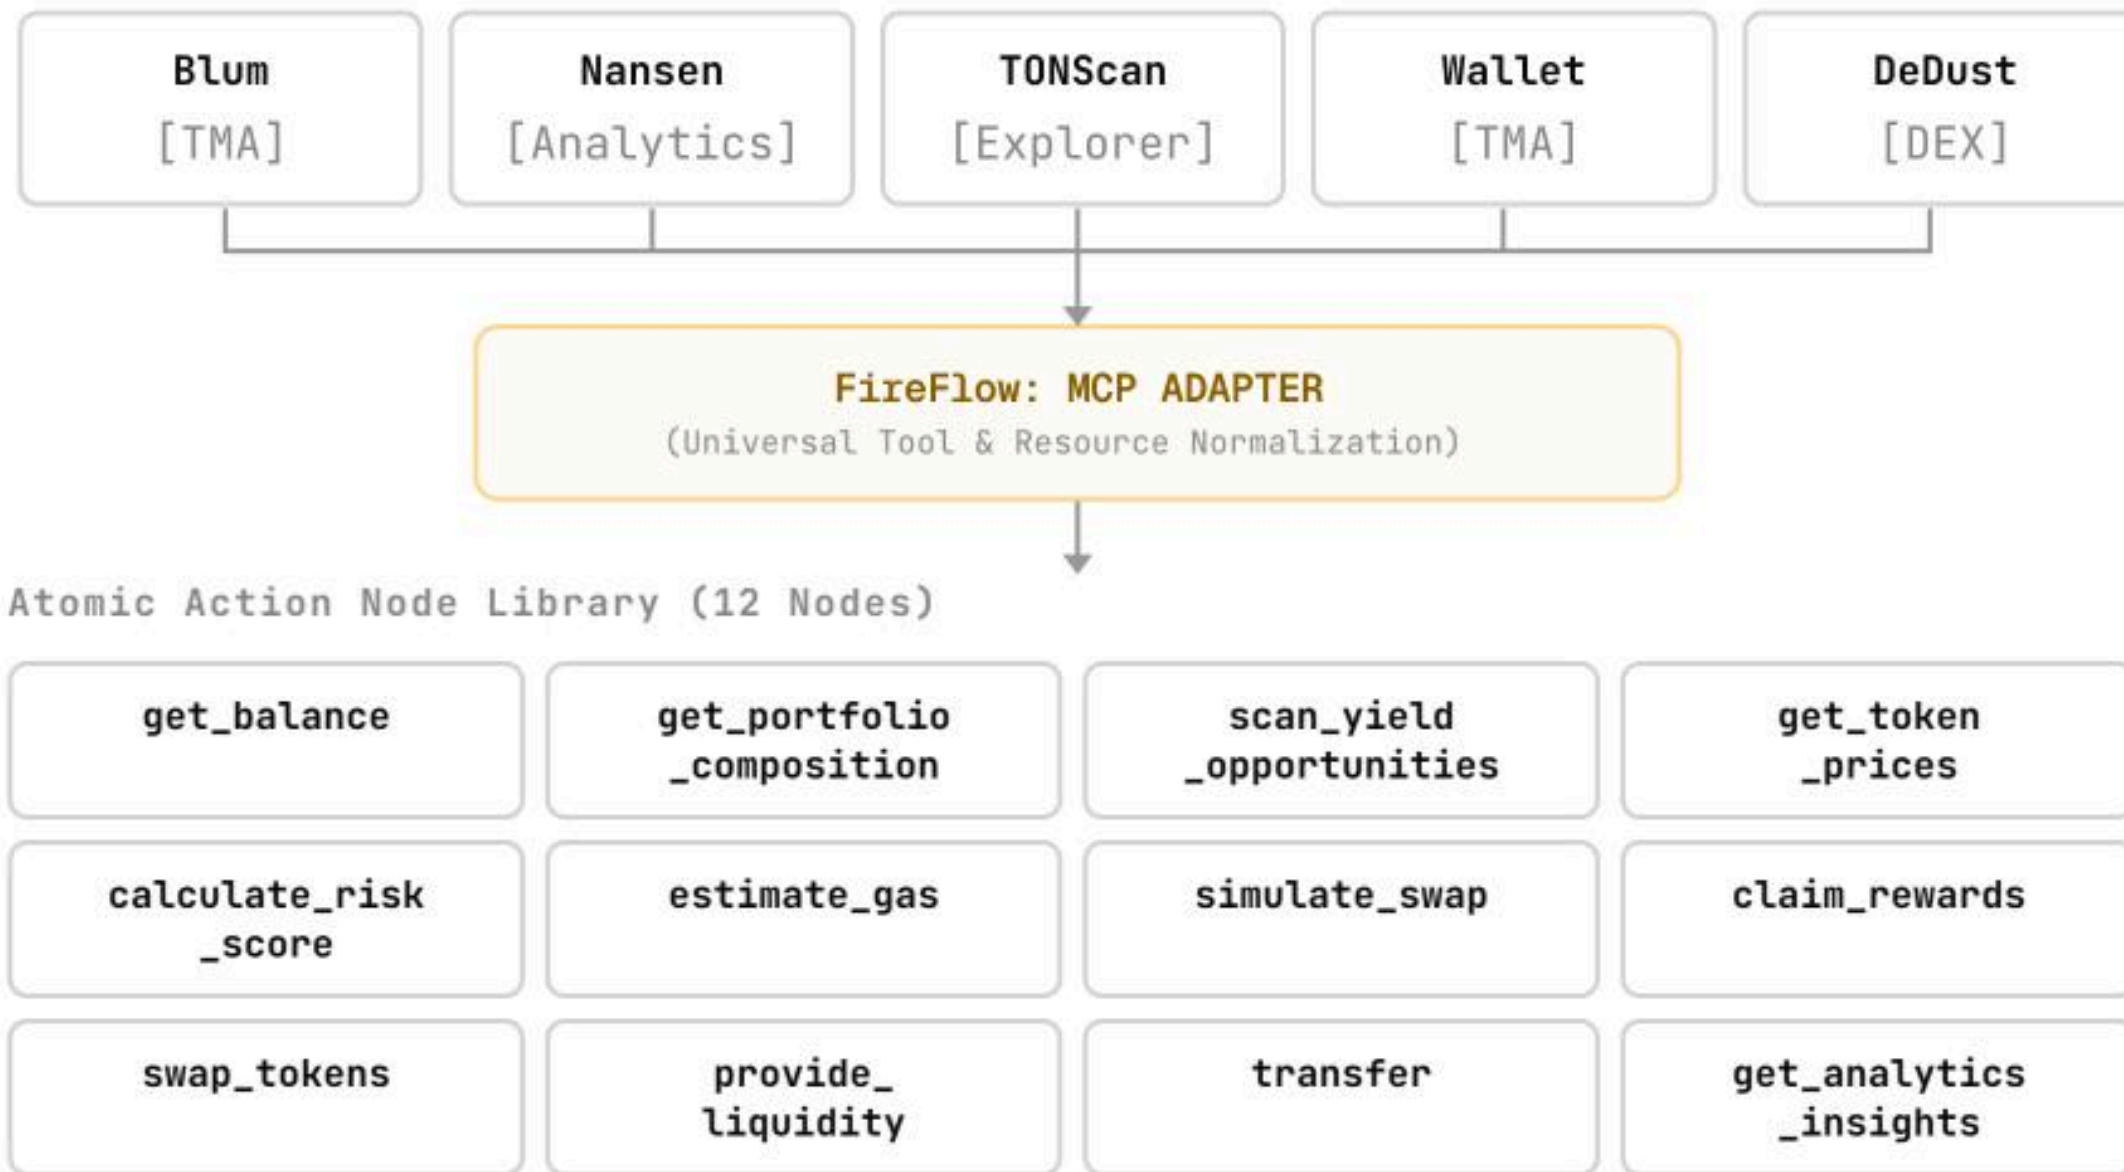 Blum
[TMA]
Nansen
[Analytics]
TONScan
[Explorer]
Wallet
[TMA]
DeDust
[DEX]
FireFlow: MCP ADAPTER
(Universal Tool & Resource Normalization)
Atomic Action Node Library (12 Nodes)
get_balance
get_portfolio
_composition
scan_yield
_opportunities
get_token
_prices
calculate_risk
_score
estimate_gas
simulate_swap
claim_rewards
swap_tokens
provide_
liquidity
transfer
get_analytics
_insights